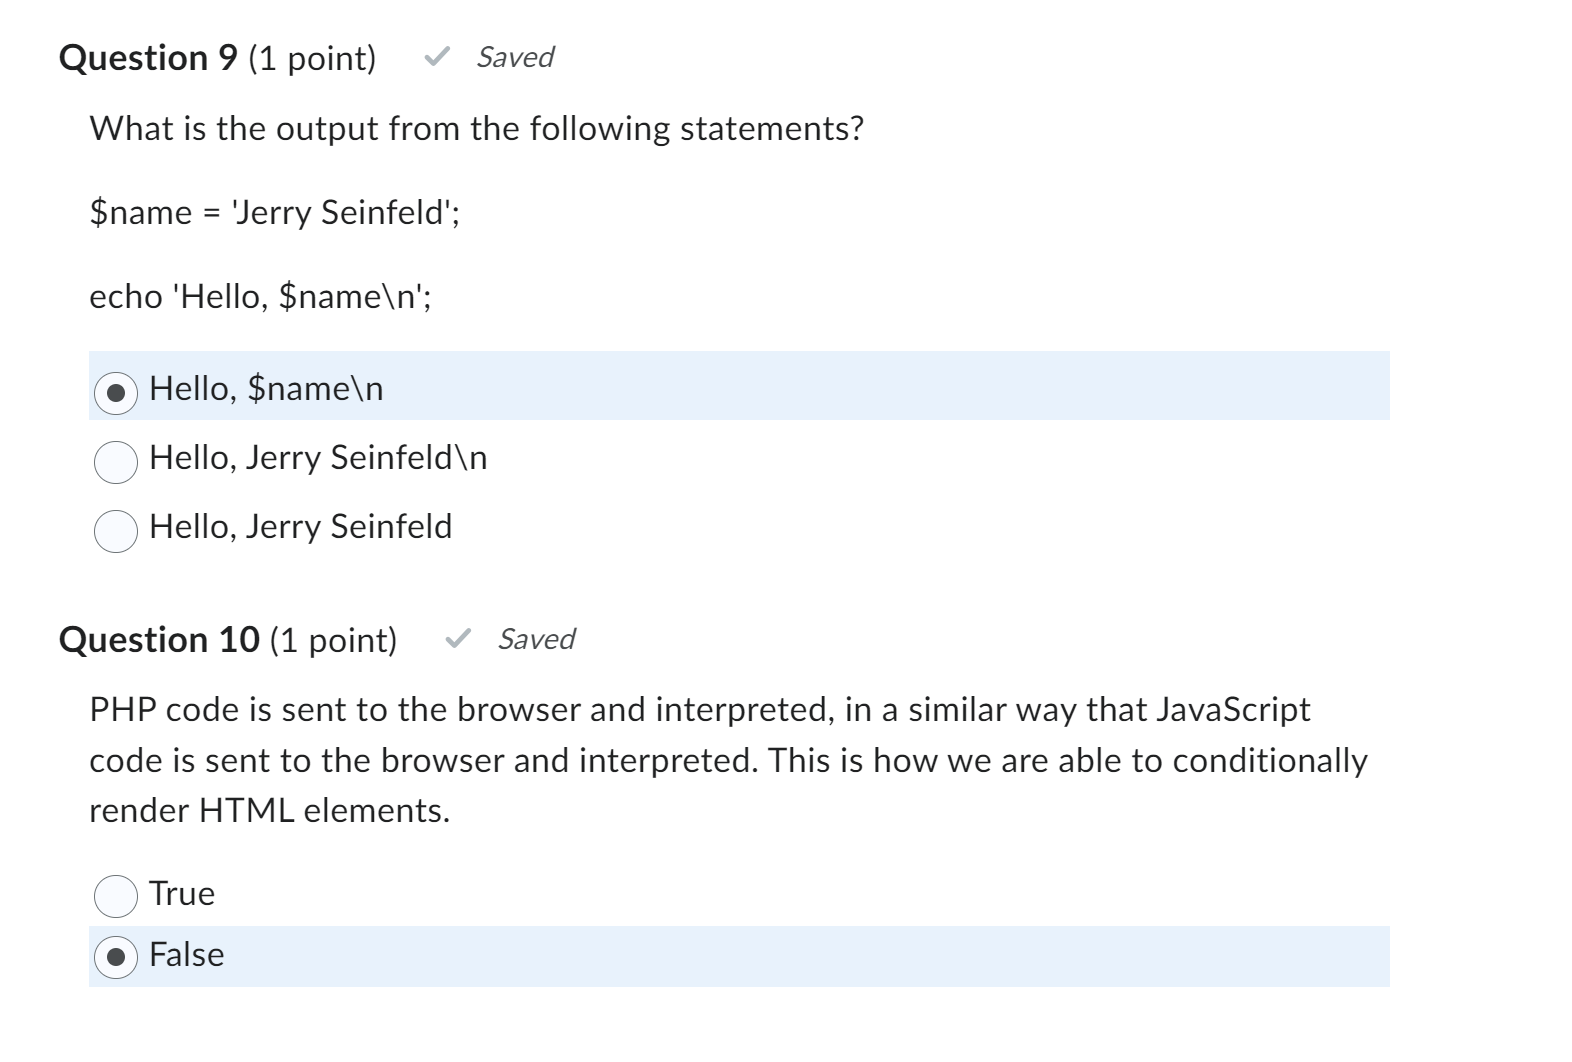 Question 9 (1 point) ✓ Saved
What is the output from the following statements?
$name = 'Jerry Seinfeld';
echo 'Hello, $name\n';
Hello, $name\n
Hello, Jerry Seinfeld\n
Hello, Jerry Seinfeld
Question 10 (1 point) ✓ Saved
PHP code is sent to the browser and interpreted, in a similar way that JavaScript
code is sent to the browser and interpreted. This is how we are able to conditionally
render HTML elements.
True
False